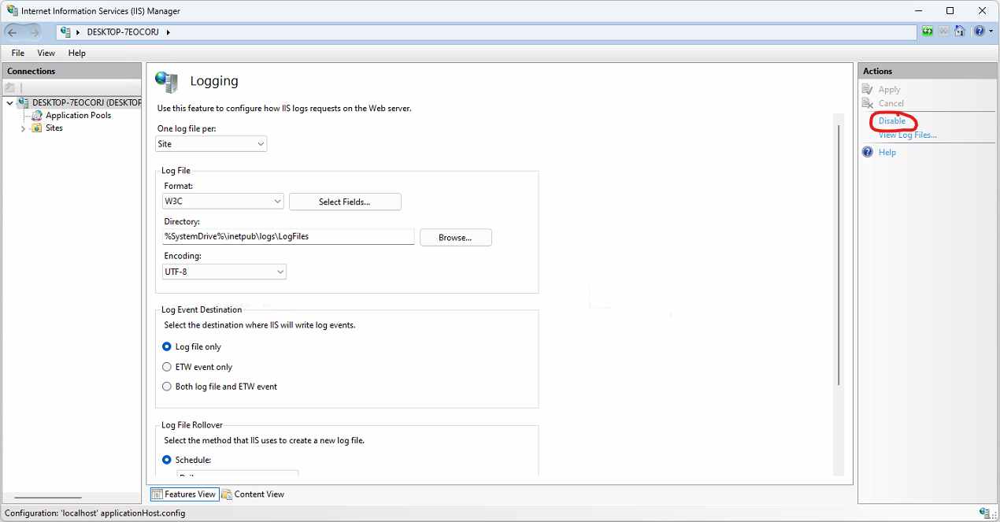 Internet Information Services (IIS) Manager
DESKTOP-7EOCORJ
File View Help
Connections
DESKTOP-7EOCORJ (DESKTOP
Application Pools
Sites
Logging
Use this feature to configure how IIS logs requests on the Web server.
One log file per:
Site
Log File
Format:
W3C
Select Fields...
Directory:
%SystemDrive%\inetpub\logs\LogFiles
Browse...
Encoding:
UTF-8
Log Event Destination
Select the destination where IIS will write log events.
Log file only
ETW event only
Both log file and ETW event
Log File Rollover
Select the method that IIS uses to create a new log file.
Schedule:
Features View
Content View
Actions
Apply
Cancel
Disable
View Log Files...
Help
Configuration: 'localhost' applicationHost.config